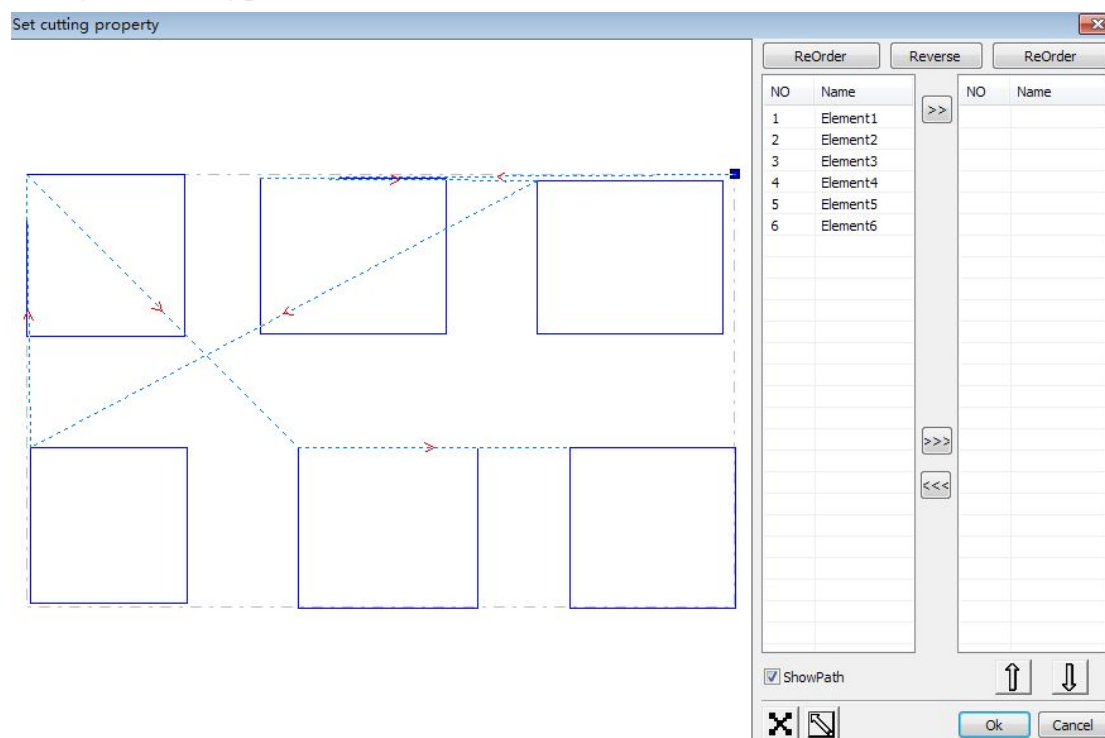 Set cutting property
ReOrder Reverse ReOrder
NO Name >> NO Name
1 Element1
2 Element2
3 Element3
4 Element4
5 Element5
6 Element6
>>>
<<<
ShowPath
Ok Cancel